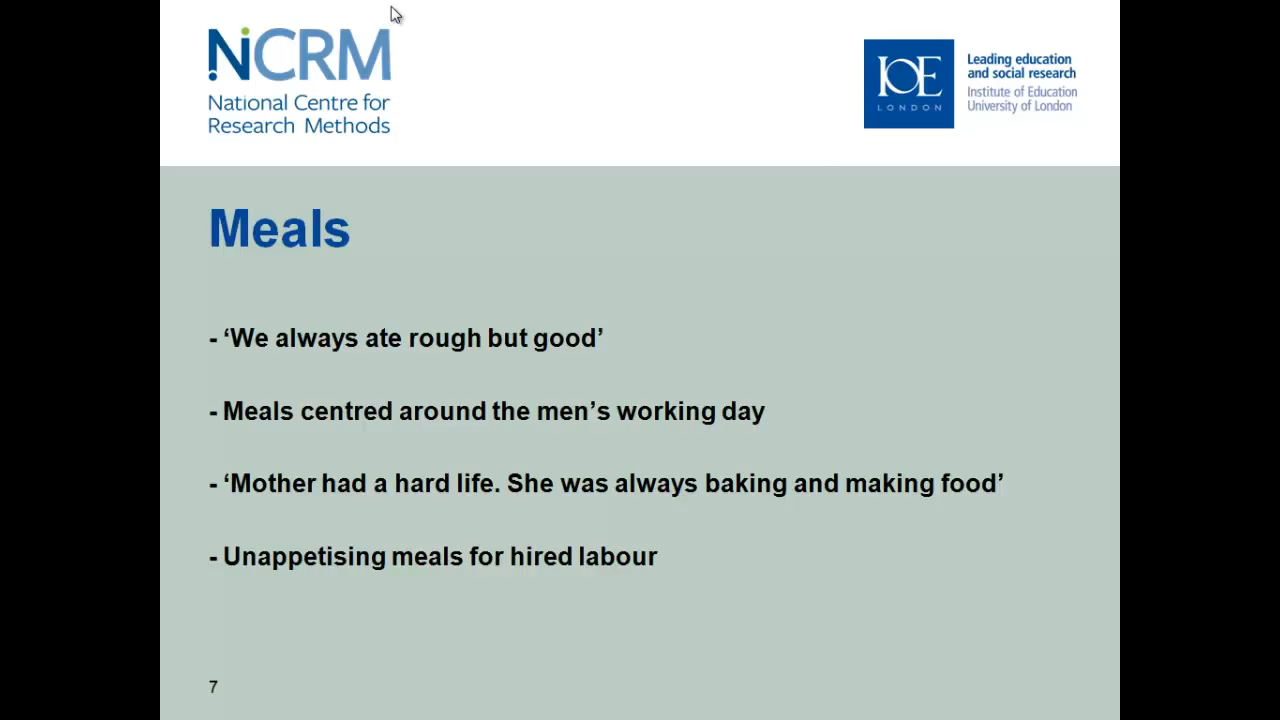 NCRM
National Centre for
Research Methods
IOE
LONDON
Leading education
and social research
Institute of Education
University of London
Meals
- ‘We always ate rough but good’
- Meals centred around the men’s working day
- ‘Mother had a hard life. She was always baking and making food’
- Unappetising meals for hired labour
7